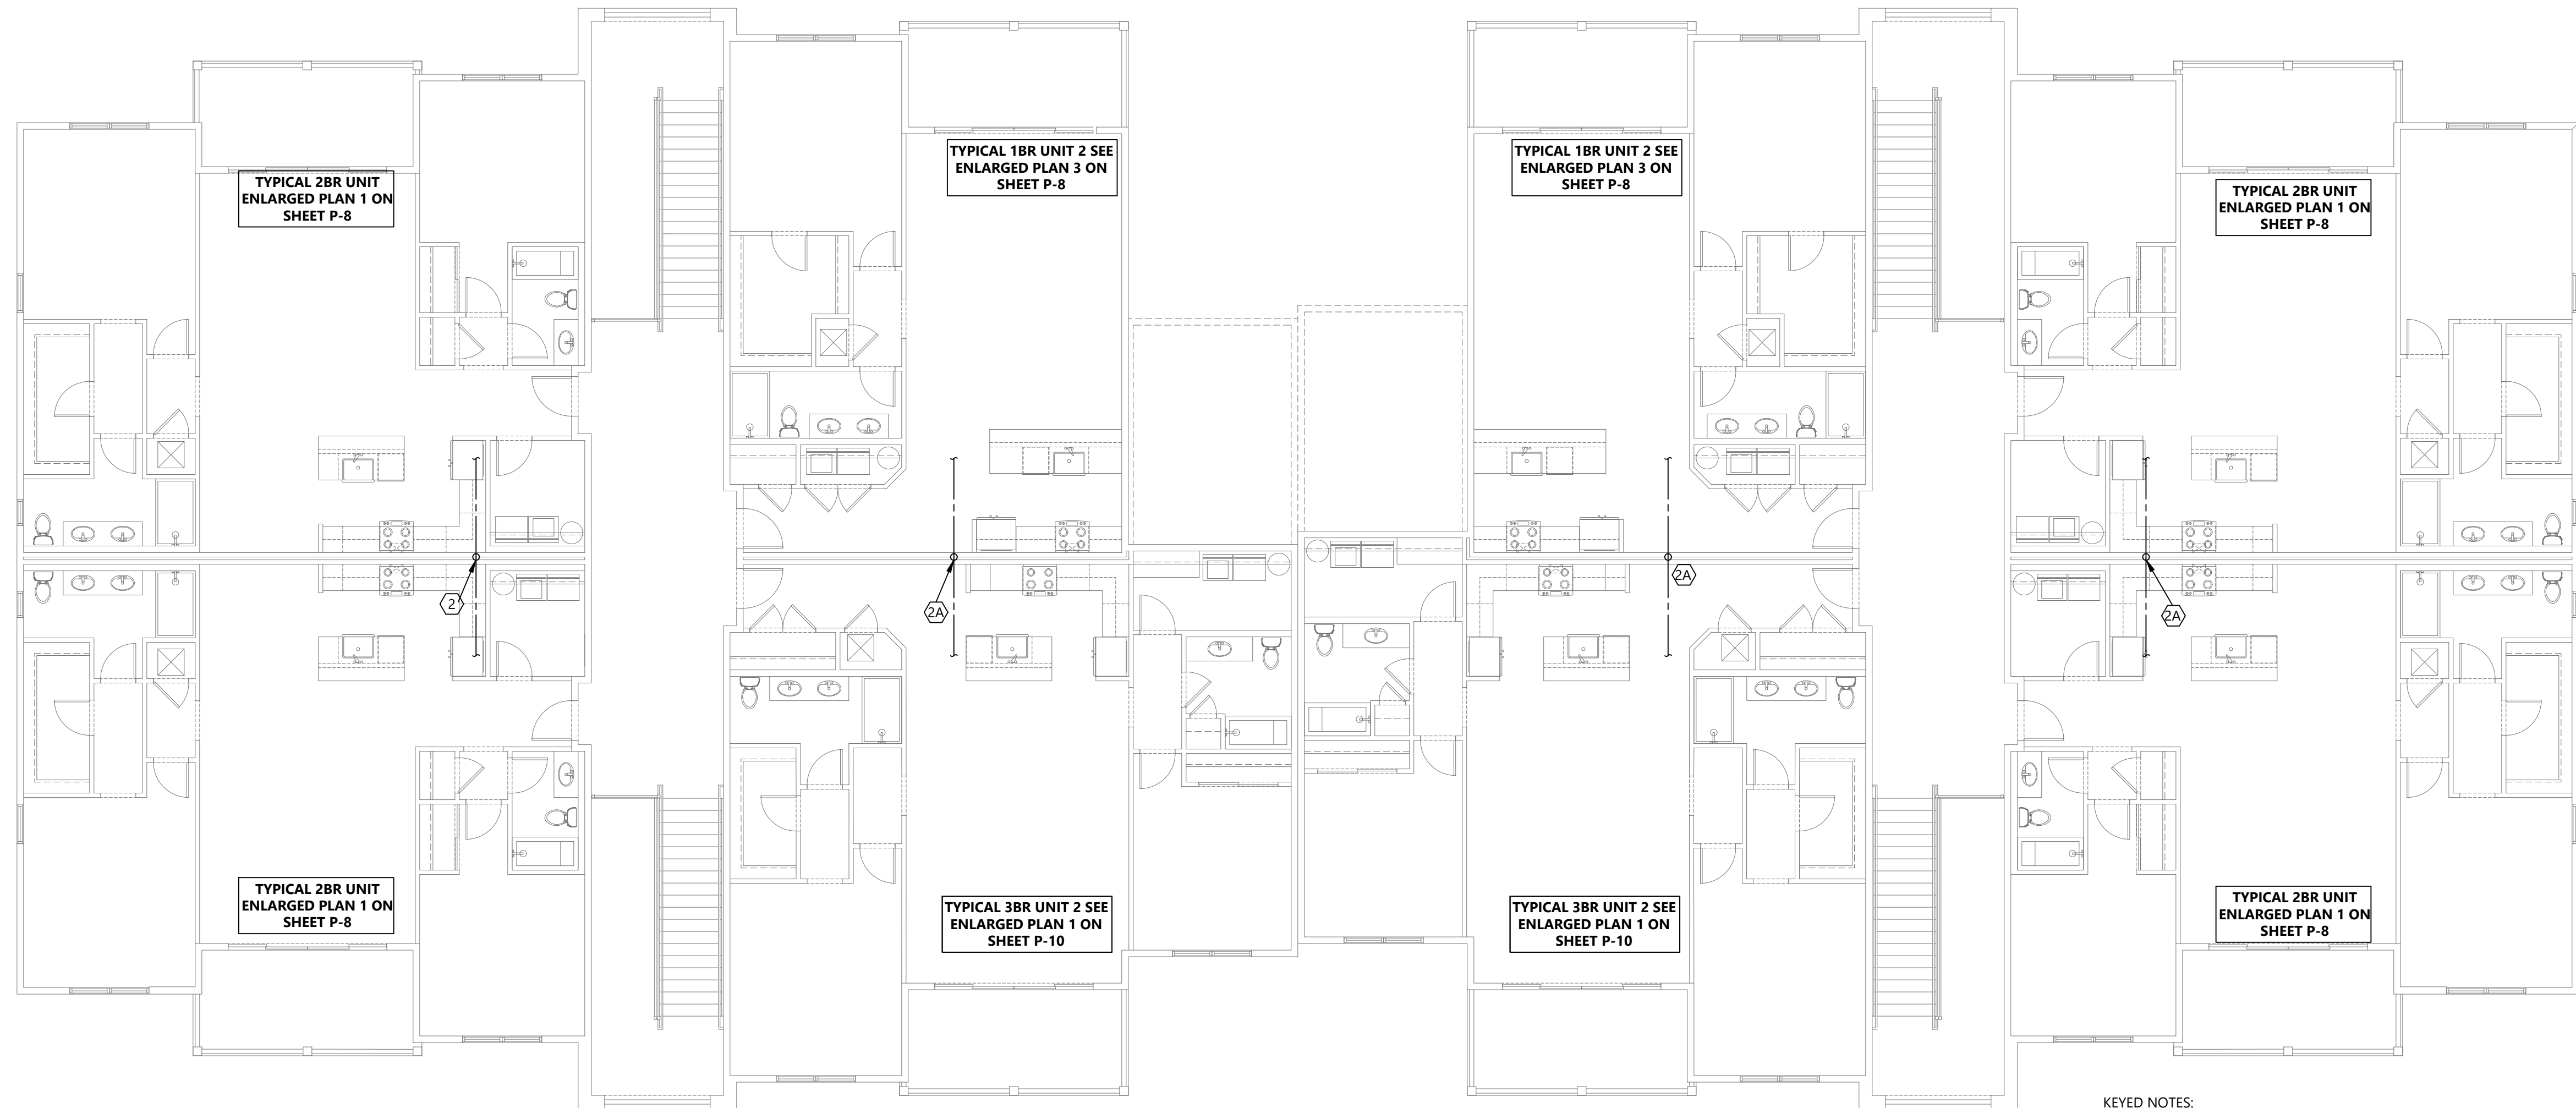 TYPICAL 1BR UNIT 2 SEE
ENLARGED PLAN 3 ON
SHEET P-8
TYPICAL 1BR UNIT 2 SEE
ENLARGED PLAN 3 ON
SHEET P-8
TYPICAL 2BR UNIT
ENLARGED PLAN 1 ON
SHEET P-8
TYPICAL 2BR UNIT
ENLARGED PLAN 1 ON
SHEET P-8
2
2A
2A
2A
TYPICAL 2BR UNIT
ENLARGED PLAN 1 ON
SHEET P-8
TYPICAL 3BR UNIT 2 SEE
ENLARGED PLAN 1 ON
SHEET P-10
TYPICAL 3BR UNIT 2 SEE
ENLARGED PLAN 1 ON
SHEET P-10
TYPICAL 2BR UNIT
ENLARGED PLAN 1 ON
SHEET P-8
KEYED NOTES: